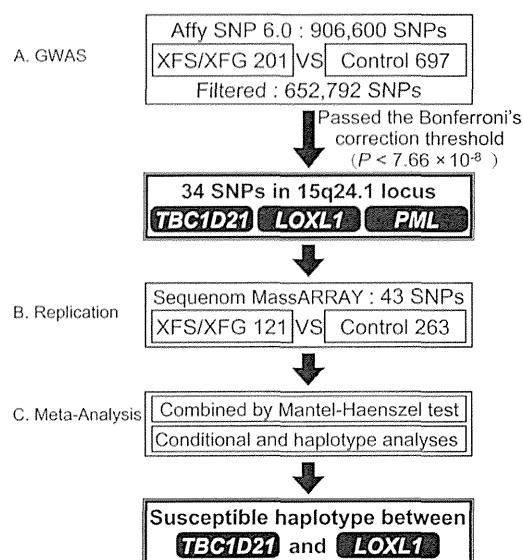 A. GWAS
Affy SNP 6.0 : 906,600 SNPs
XFS/XFG 201 VS Control 697
Filtered : 652,792 SNPs
Passed the Bonferroni's
correction threshold
( P < 7.66 × 10-8 )
34 SNPs in 15q24.1 locus
TBC1D21 LOXL1 PML
B. Replication
Sequenom MassARRAY : 43 SNPs
XFS/XFG 121 VS Control 263
C. Meta-Analysis
Combined by Mantel-Haenszel test
Conditional and haplotype analyses
Susceptible haplotype between
TBC1D21 and LOXL1